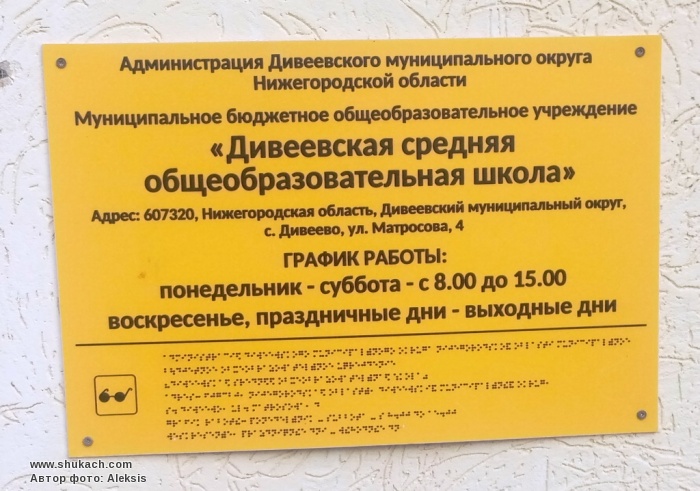 Администрация Дивеевского муниципального округа
Нижегородской области
Муниципальное бюджетное общеобразовательное учреждение
«Дивеевская средняя
общеобразовательная школа»
Адрес: 607320, Нижегородская область, Дивеевский муниципальный округ,
с. Дивеево, ул. Матросова, 4
ГРАФИК РАБОТЫ:
понедельник - суббота - с 8.00 до 15.00
воскресенье, праздничные дни - выходные дни
www.shukach.com
Автор фото: Aleksis